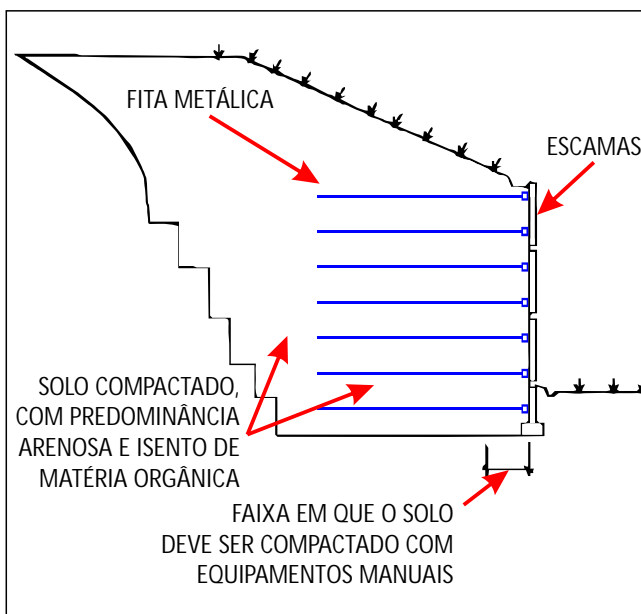 FITA METÁLICA
ESCAMAS
SOLO COMPACTADO,
COM PREDOMINÂNCIA
ARENOSA E ISENTO DE
MATÉRIA ORGÂNICA
FAIXA EM QUE O SOLO
DEVE SER COMPACTADO COM
EQUIPAMENTOS MANUAIS